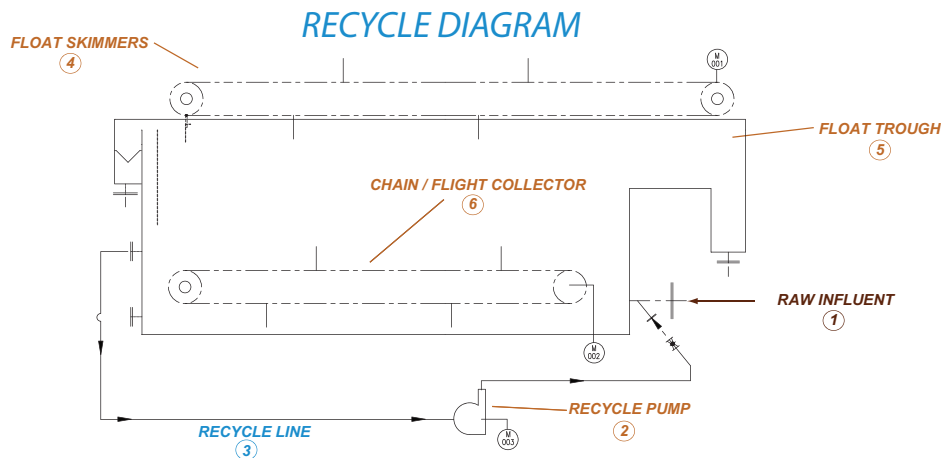 RECYCLE DIAGRAM
FLOAT SKIMMERS
4
M
001
FLOAT TROUGH
5
CHAIN / FLIGHT COLLECTOR
6
RAW INFLUENT
1
M
002
RECYCLE PUMP
2
M
003
RECYCLE LINE
3